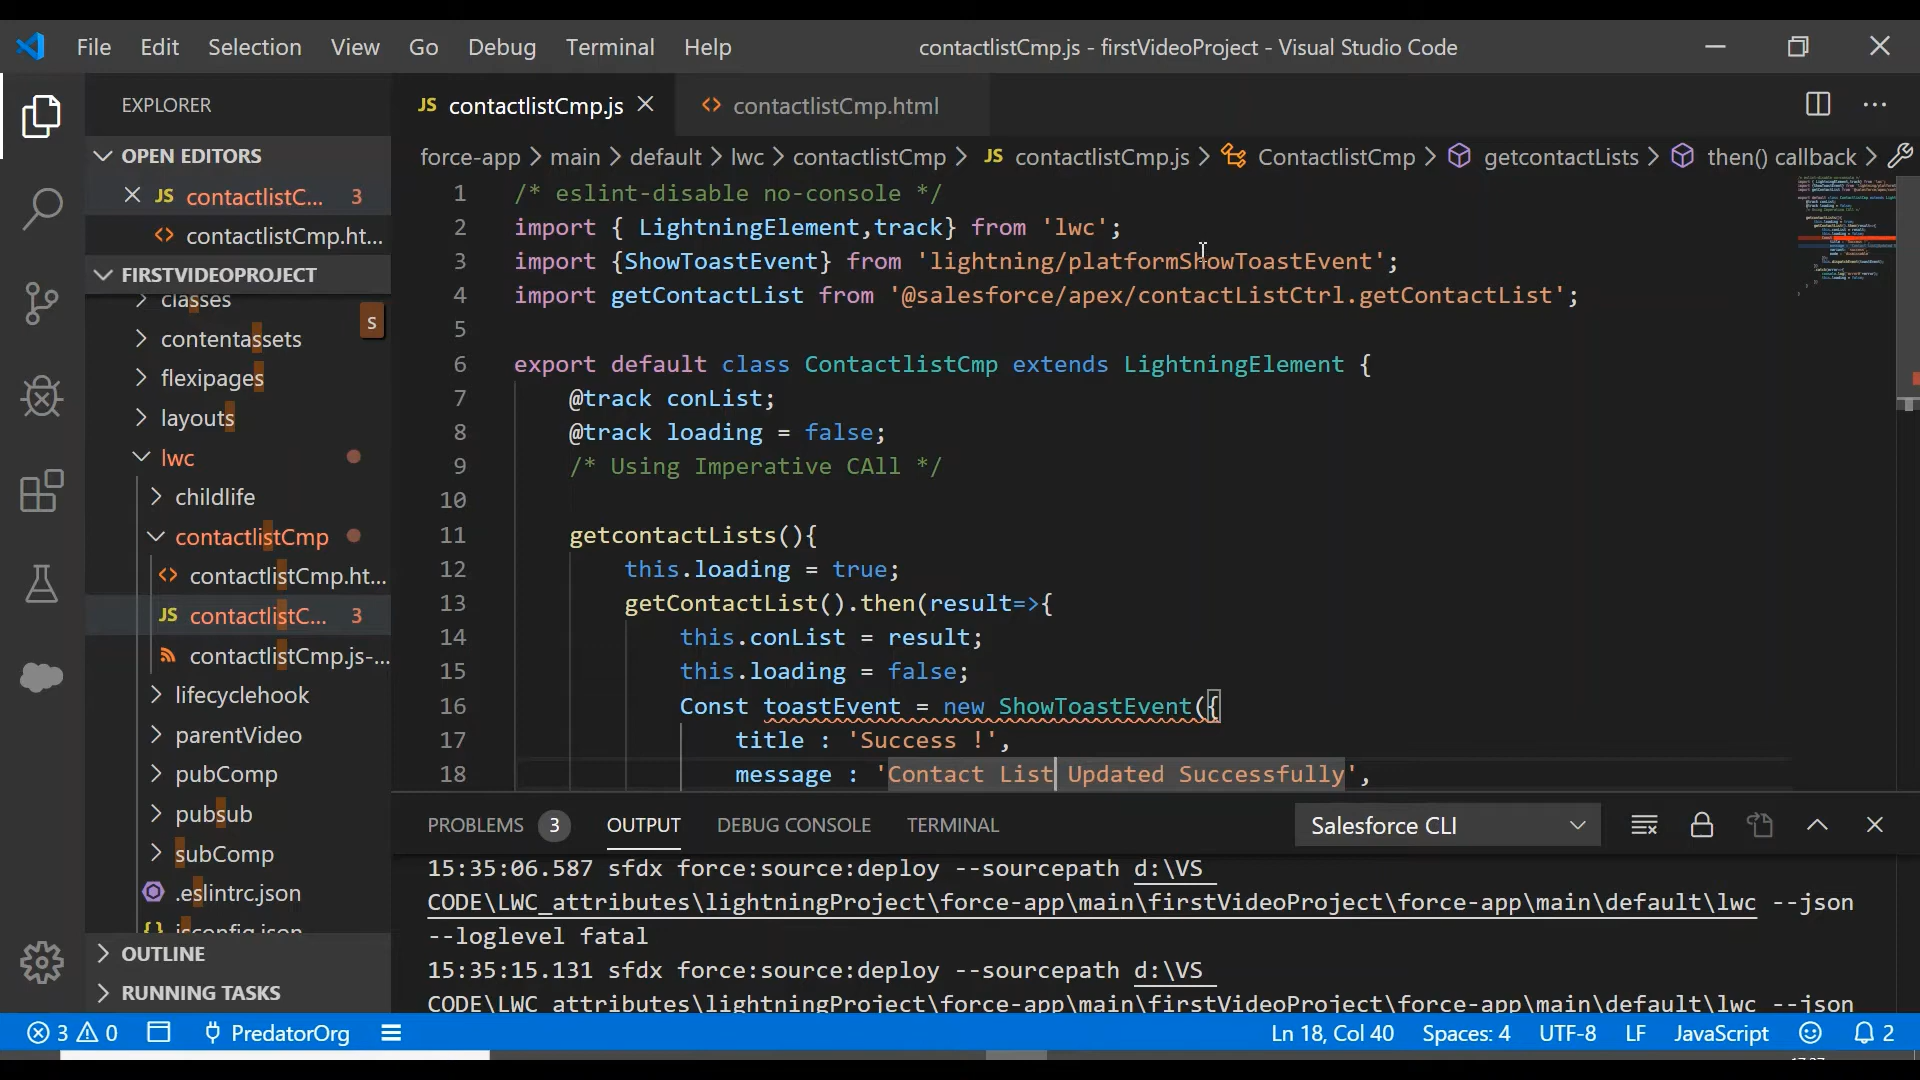 File Edit Selection View Go Debug Terminal Help
contactlistCmp.js - firstVideoProject - Visual Studio Code
EXPLORER
OPEN EDITORS
JS contactlistC... 3
contactlistCmp.ht...
FIRSTVIDEOPROJECT
classes
s
contentassets
flexipages
layouts
lwc
childlife
contactlistCmp
contactlistCmp.ht...
JS contactlistC... 3
contactlistCmp.js-...
lifecyclehook
parentVideo
pubComp
pubsub
subComp
.eslintrc.json
jsconfig.json
OUTLINE
RUNNING TASKS
JS contactlistCmp.js
contactlistCmp.html
force-app > main > default > lwc > contactlistCmp > JS contactlistCmp.js > ContactlistCmp > getcontactLists > then() callback >
1 /* eslint-disable no-console */
2 import { LightningElement,track} from 'lwc';
3 import {ShowToastEvent} from 'lightning/platformShowToastEvent';
4 import getContactList from '@salesforce/apex/contactListCtrl.getContactList';
5
6 export default class ContactlistCmp extends LightningElement {
7 @track conList;
8 @track loading = false;
9 /* Using Imperative CAll */
10
11 getcontactLists(){
12 this.loading = true;
13 getContactList().then(result=>{
14 this.conList = result;
15 this.loading = false;
16 Const toastEvent = new ShowToastEvent({
17 title : 'Success !',
18 message : 'Contact List Updated Successfully',
PROBLEMS 3 OUTPUT DEBUG CONSOLE TERMINAL
Salesforce CLI
15:35:06.587 sfdx force:source:deploy --sourcepath d:\VS
CODE\LWC_attributes\lightningProject\force-app\main\firstVideoProject\force-app\main\default\lwc --json
--loglevel fatal
15:35:15.131 sfdx force:source:deploy --sourcepath d:\VS
CODE\LWC_attributes\lightningProject\force-app\main\firstVideoProject\force-app\main\default\lwc --json
3 0 PredatorOrg
Ln 18, Col 40 Spaces: 4 UTF-8 LF JavaScript 2